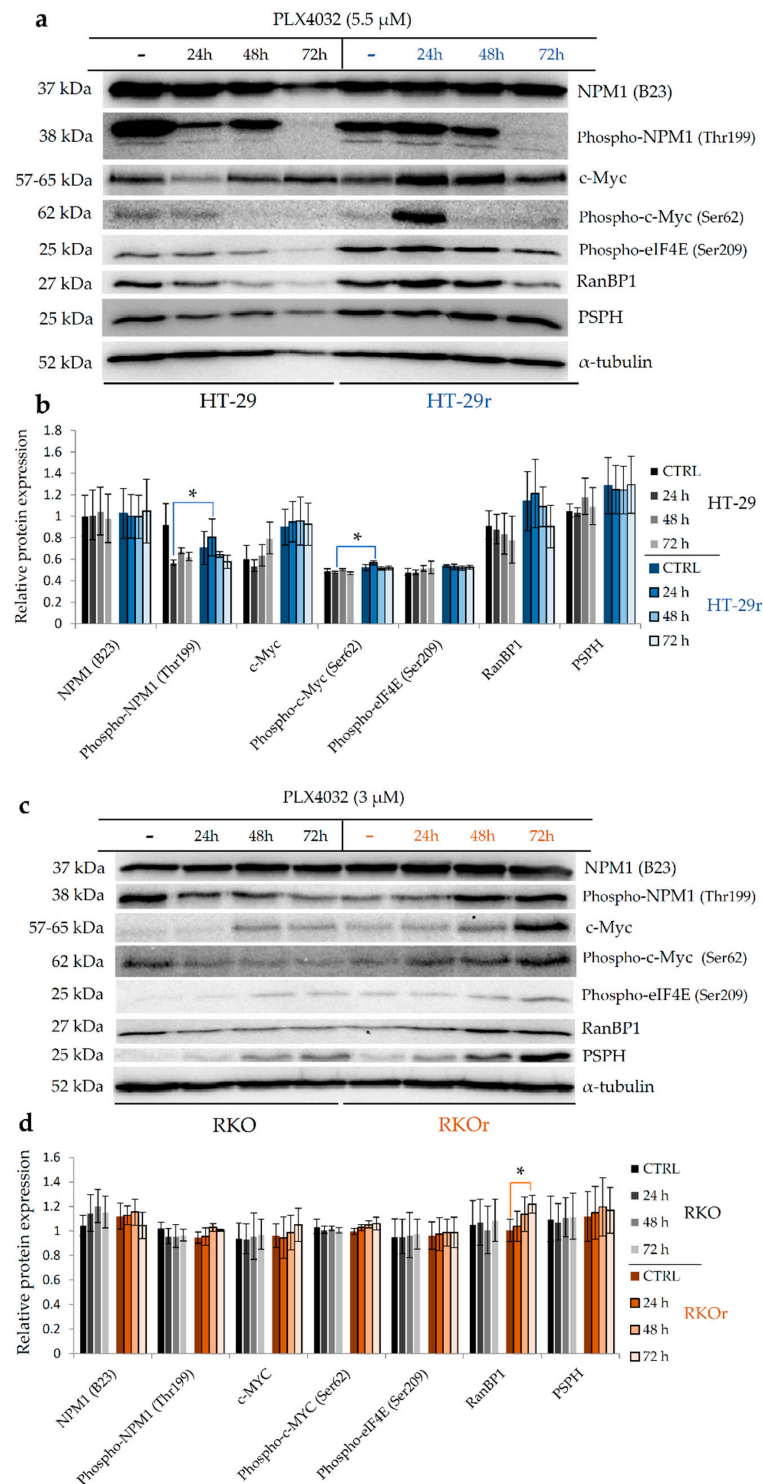 a
PLX4032 (5.5 μM)
– 24h 48h 72h – 24h 48h 72h
37 kDa NPM1 (B23)
38 kDa Phospho-NPM1 (Thr199)
57-65 kDa c-Myc
62 kDa Phospho-c-Myc (Ser62)
25 kDa Phospho-eIF4E (Ser209)
27 kDa RanBP1
25 kDa PSPH
52 kDa α-tubulin
HT-29 HT-29r
b
Relative protein expression
1.8
1.6
1.4
1.2
1
0.8
0.6
0.4
0.2
0
* *
NPM1 (B23)
Phospho-NPM1 (Thr199)
c-Myc
Phospho-c-Myc (Ser62)
Phospho-eIF4E (Ser209)
RanBP1
PSPH
CTRL
24 h
48 h
72 h
HT-29
CTRL
24 h
48 h
72 h
HT-29r
c
PLX4032 (3 μM)
– 24h 48h 72h – 24h 48h 72h
37 kDa NPM1 (B23)
38 kDa Phospho-NPM1 (Thr199)
57-65 kDa c-Myc
62 kDa Phospho-c-Myc (Ser62)
25 kDa Phospho-eIF4E (Ser209)
27 kDa RanBP1
25 kDa PSPH
52 kDa α-tubulin
RKO RKOr
d
Relative protein expression
1.6
1.4
1.2
1
0.8
0.6
0.4
0.2
0
*
NPM1 (B23)
Phospho-NPM1 (Thr199)
c-MYC
Phospho-c-MYC (Ser62)
Phospho-eIF4E (Ser209)
RanBP1
PSPH
CTRL
24 h
48 h
72 h
RKO
CTRL
24 h
48 h
72 h
RKOr